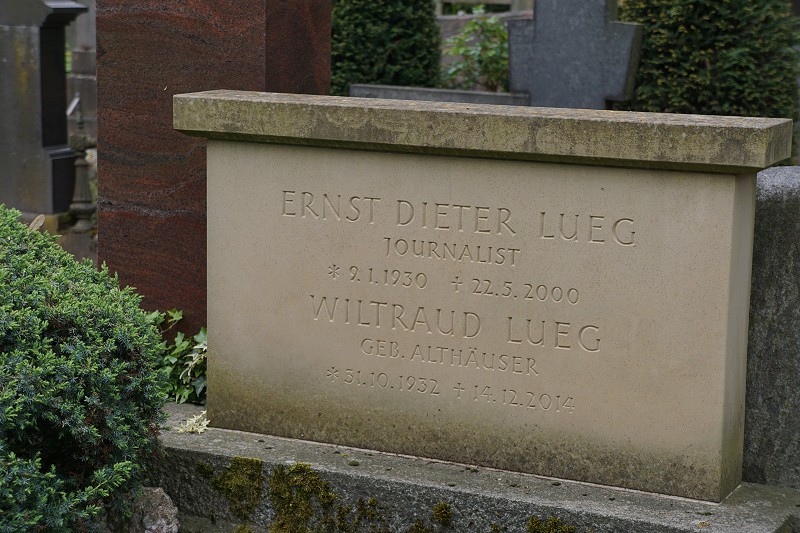 ERNST DIETER LUEG
JOURNALIST
* 9.1.1930 † 22.5.2000
WILTRAUD LUEG
GEB. ALTHÄUSER
* 31.10.1932 † 14.12.2014